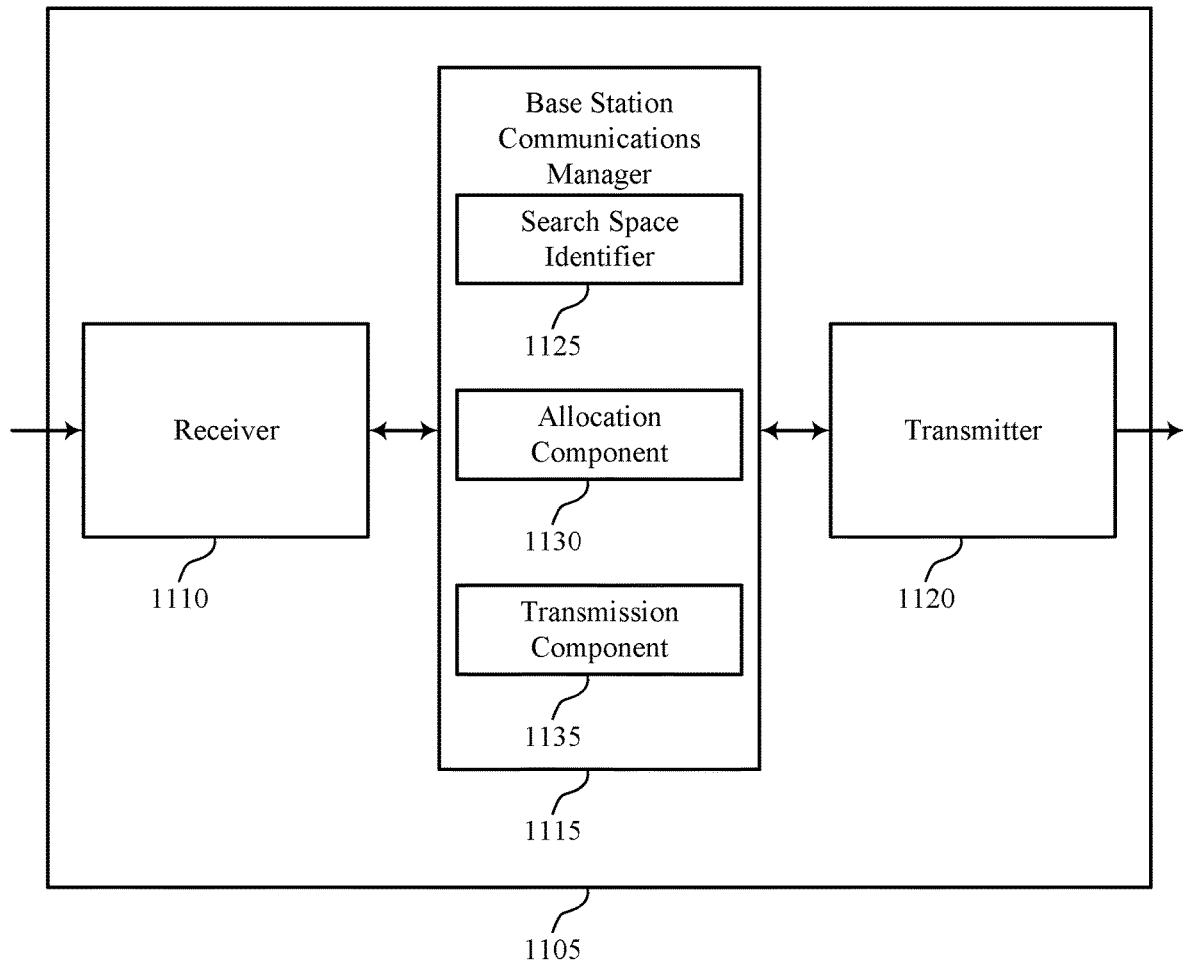 Base Station
Communications
Manager
Search Space
Identifier
1125
Receiver
1110
Allocation
Component
1130
Transmitter
1120
Transmission
Component
1135
1115
1105